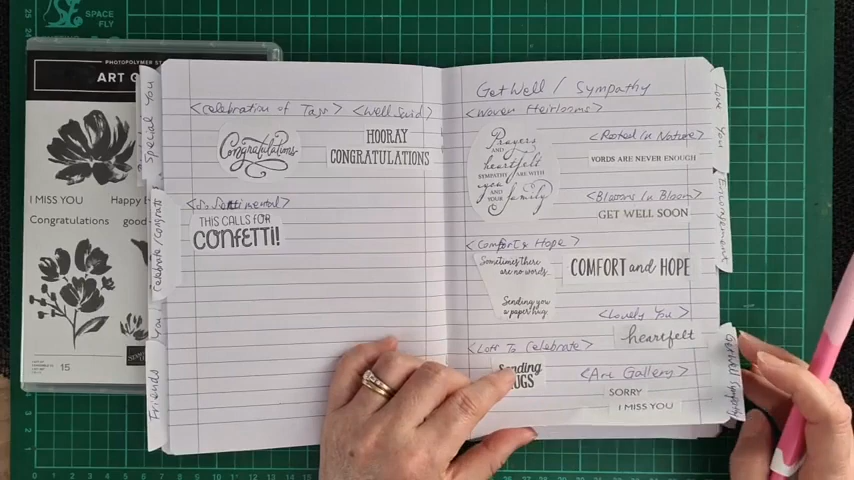 SPACE
FLY
PHOTOPOLYMER
ART G
I MISS YOU
Congratulations
15
Special You
Celebrate/Congrats
Friends
You
<Celebration of Tags> <Well Suid>
Congratulations
HOORAY
CONGRATULATIONS
THIS CALLS FOR
CONFETTI!
Get Well / Sympathy
<Woven Heirlooms>
Prayers
AND
heartfelt
SYMPATHY ARE WITH
you
AND
YOUR family
<Rooted In Nature>
WORDS ARE NEVER ENOUGH
<Blossoms In Bloom>
GET WELL SOON
<Comfort & Hope>
Sometimes there
are no words.
Sending you
a paper hug.
COMFORT and HOPE
<Lovely You>
heartfelt
<Lots To Celebrate>
Sending
HUGS
<Art Gallery>
SORRY
I MISS YOU
Love You
Get Well Sympathy